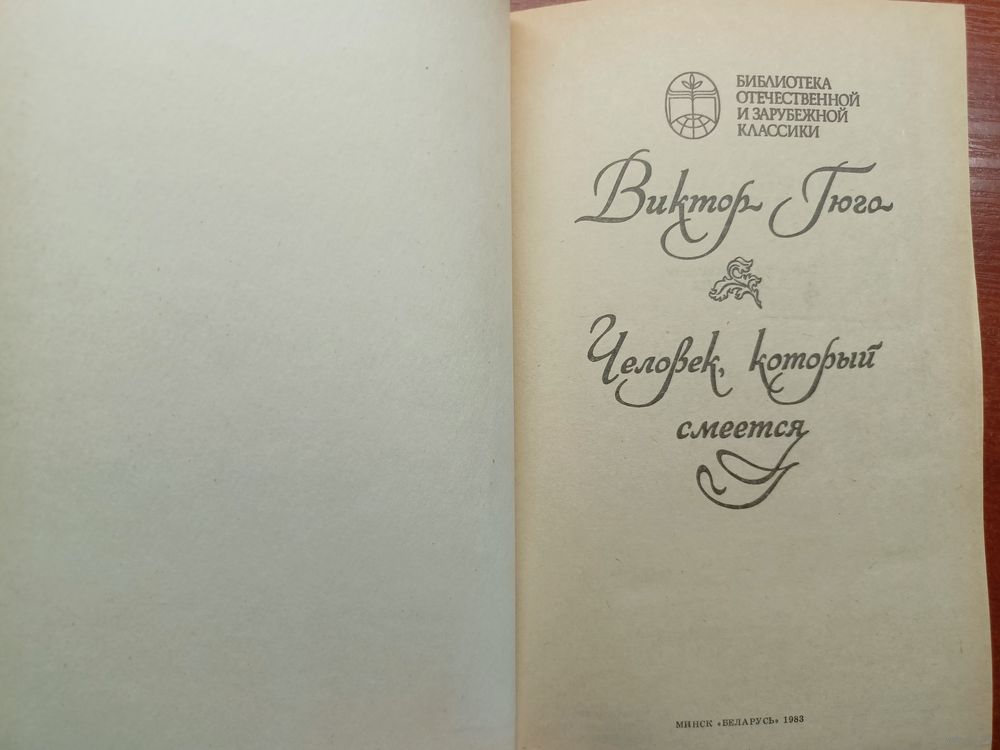 БИБЛИОТЕКА
ОТЕЧЕСТВЕННОЙ
И ЗАРУБЕЖНОЙ
КЛАССИКИ
Виктор Гюго
Человек, который
смеется
МИНСК «БЕЛАРУСЬ» 1983